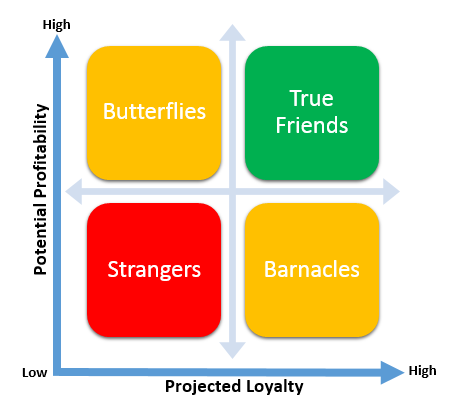 High
Butterflies
True
Friends
Potential Profitability
Strangers
Barnacles
Low
High
Projected Loyalty